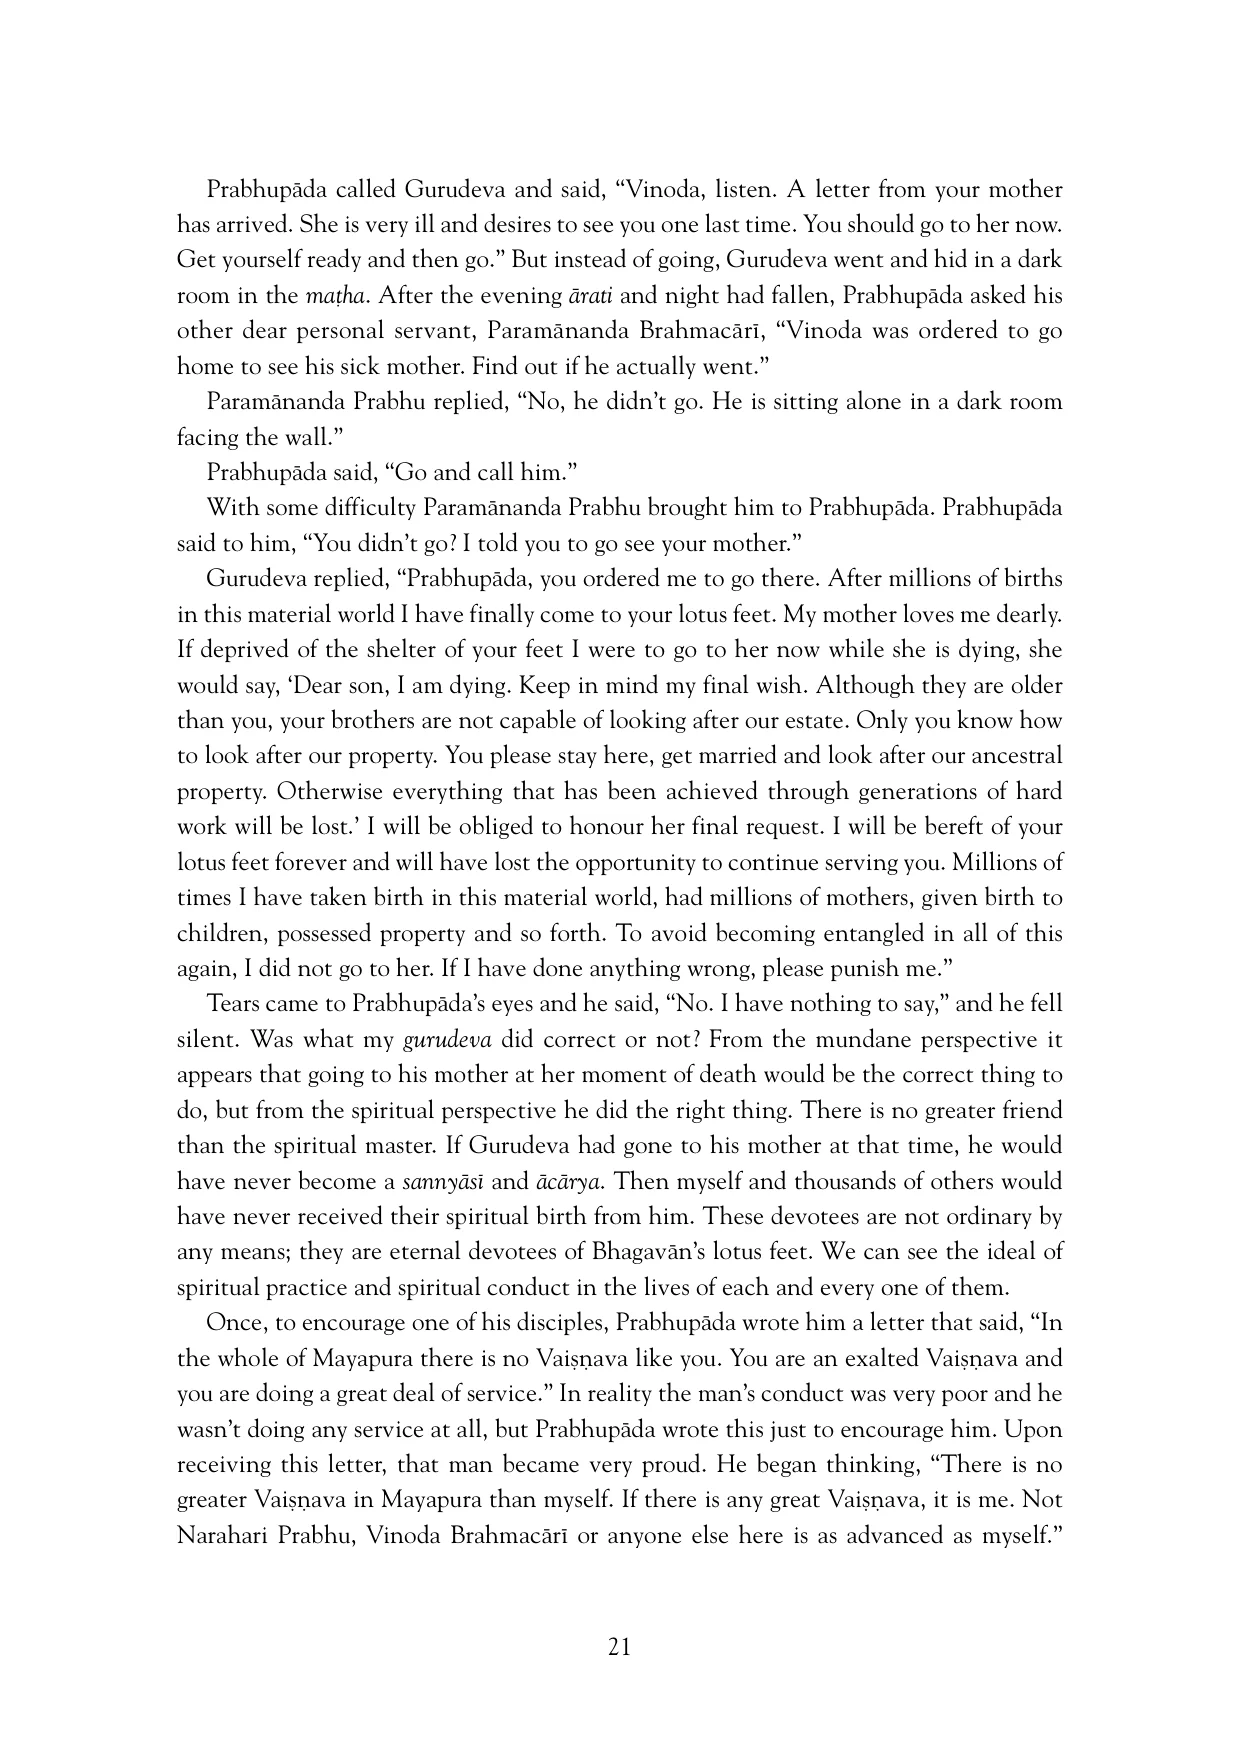 Prabhupāda called Gurudeva and said, “Vinoda, listen. A letter from your mother
has arrived. She is very ill and desires to see you one last time. You should go to her now.
Get yourself ready and then go.” But instead of going, Gurudeva went and hid in a dark
room in the maṭha. After the evening ārati and night had fallen, Prabhupāda asked his
other dear personal servant, Paramānanda Brahmacārī, “Vinoda was ordered to go
home to see his sick mother. Find out if he actually went.”
Paramānanda Prabhu replied, “No, he didn’t go. He is sitting alone in a dark room
facing the wall.”
Prabhupāda said, “Go and call him.”
With some difficulty Paramānanda Prabhu brought him to Prabhupāda. Prabhupāda
said to him, “You didn’t go? I told you to go see your mother.”
Gurudeva replied, “Prabhupāda, you ordered me to go there. After millions of births
in this material world I have finally come to your lotus feet. My mother loves me dearly.
If deprived of the shelter of your feet I were to go to her now while she is dying, she
would say, ‘Dear son, I am dying. Keep in mind my final wish. Although they are older
than you, your brothers are not capable of looking after our estate. Only you know how
to look after our property. You please stay here, get married and look after our ancestral
property. Otherwise everything that has been achieved through generations of hard
work will be lost.’ I will be obliged to honour her final request. I will be bereft of your
lotus feet forever and will have lost the opportunity to continue serving you. Millions of
times I have taken birth in this material world, had millions of mothers, given birth to
children, possessed property and so forth. To avoid becoming entangled in all of this
again, I did not go to her. If I have done anything wrong, please punish me.”
Tears came to Prabhupāda’s eyes and he said, “No. I have nothing to say,” and he fell
silent. Was what my gurudeva did correct or not? From the mundane perspective it
appears that going to his mother at her moment of death would be the correct thing to
do, but from the spiritual perspective he did the right thing. There is no greater friend
than the spiritual master. If Gurudeva had gone to his mother at that time, he would
have never become a sannyāsī and ācārya. Then myself and thousands of others would
have never received their spiritual birth from him. These devotees are not ordinary by
any means; they are eternal devotees of Bhagavān’s lotus feet. We can see the ideal of
spiritual practice and spiritual conduct in the lives of each and every one of them.
Once, to encourage one of his disciples, Prabhupāda wrote him a letter that said, “In
the whole of Mayapura there is no Vaiṣṇava like you. You are an exalted Vaiṣṇava and
you are doing a great deal of service.” In reality the man’s conduct was very poor and he
wasn’t doing any service at all, but Prabhupāda wrote this just to encourage him. Upon
receiving this letter, that man became very proud. He began thinking, “There is no
greater Vaiṣṇava in Mayapura than myself. If there is any great Vaiṣṇava, it is me. Not
Narahari Prabhu, Vinoda Brahmacārī or anyone else here is as advanced as myself.”
21